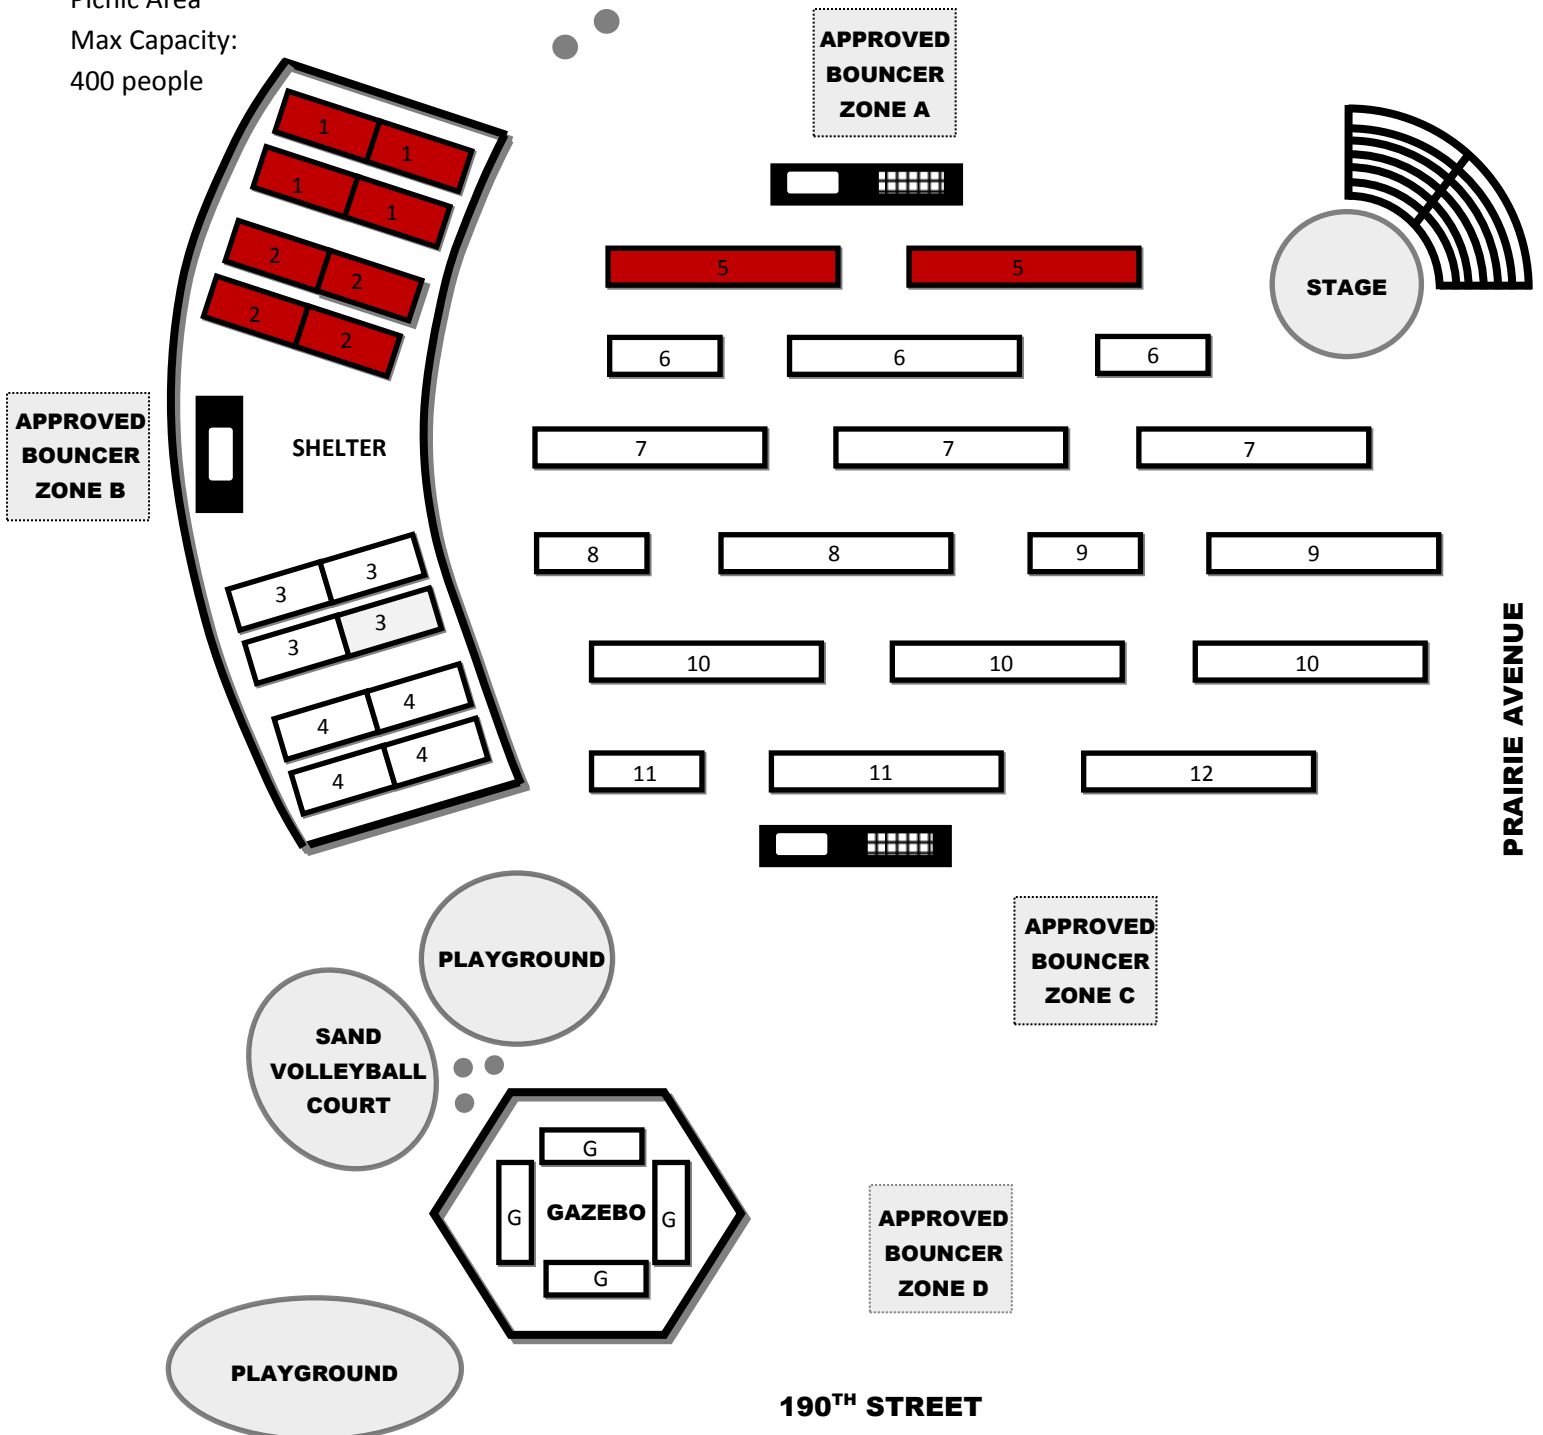 Picnic Area
Max Capacity:
400 people
APPROVED
BOUNCER
ZONE A
1
1
1
1
2
2
2
2
5
5
STAGE
6
6
6
APPROVED
BOUNCER
ZONE B
SHELTER
7
7
7
8
8
9
9
3
3
3
3
10
10
10
4
4
4
4
11
11
12
PRAIRIE AVENUE
PLAYGROUND
APPROVED
BOUNCER
ZONE C
SAND
VOLLEYBALL
COURT
G
G
GAZEBO
G
G
APPROVED
BOUNCER
ZONE D
PLAYGROUND
190TH STREET